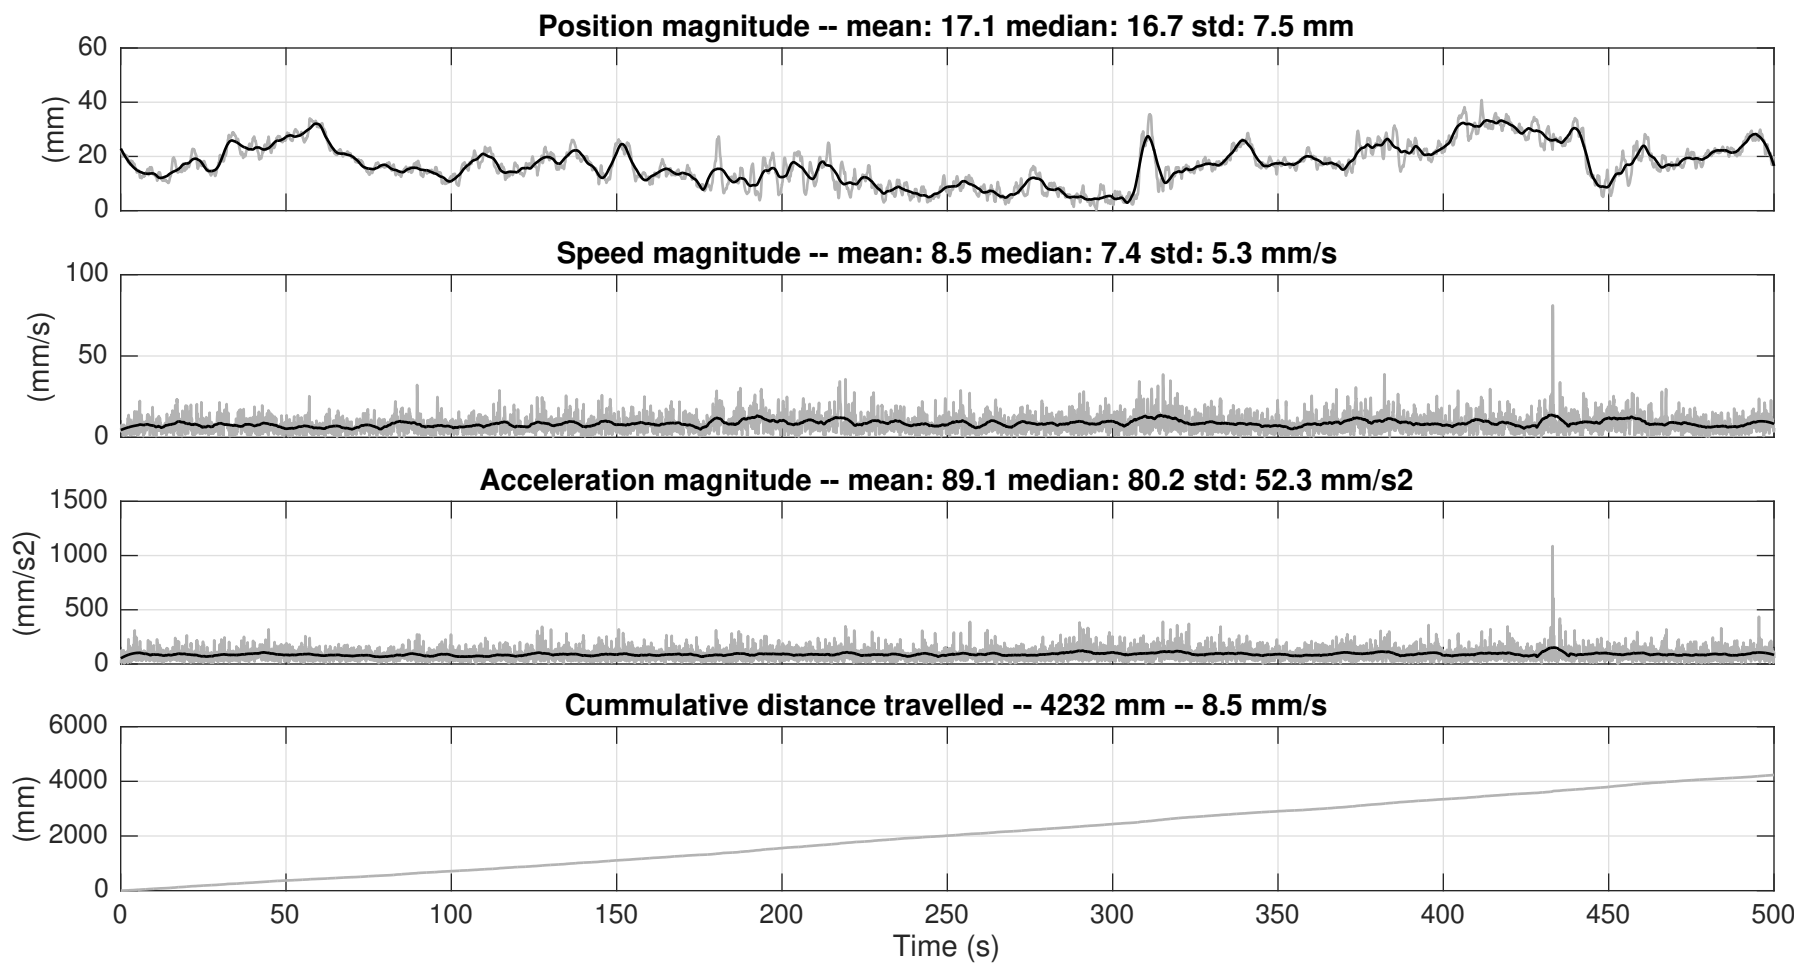 Position magnitude -- mean: 17.1 median: 16.7 std: 7.5 mm
60
40
20
0
(mm)
Speed magnitude -- mean: 8.5 median: 7.4 std: 5.3 mm/s
100
50
0
(mm/s)
Acceleration magnitude -- mean: 89.1 median: 80.2 std: 52.3 mm/s2
1500
1000
500
0
(mm/s2)
Cummulative distance travelled -- 4232 mm -- 8.5 mm/s
6000
4000
2000
0
(mm)
0 50 100 150 200 250 300 350 400 450 500
Time (s)